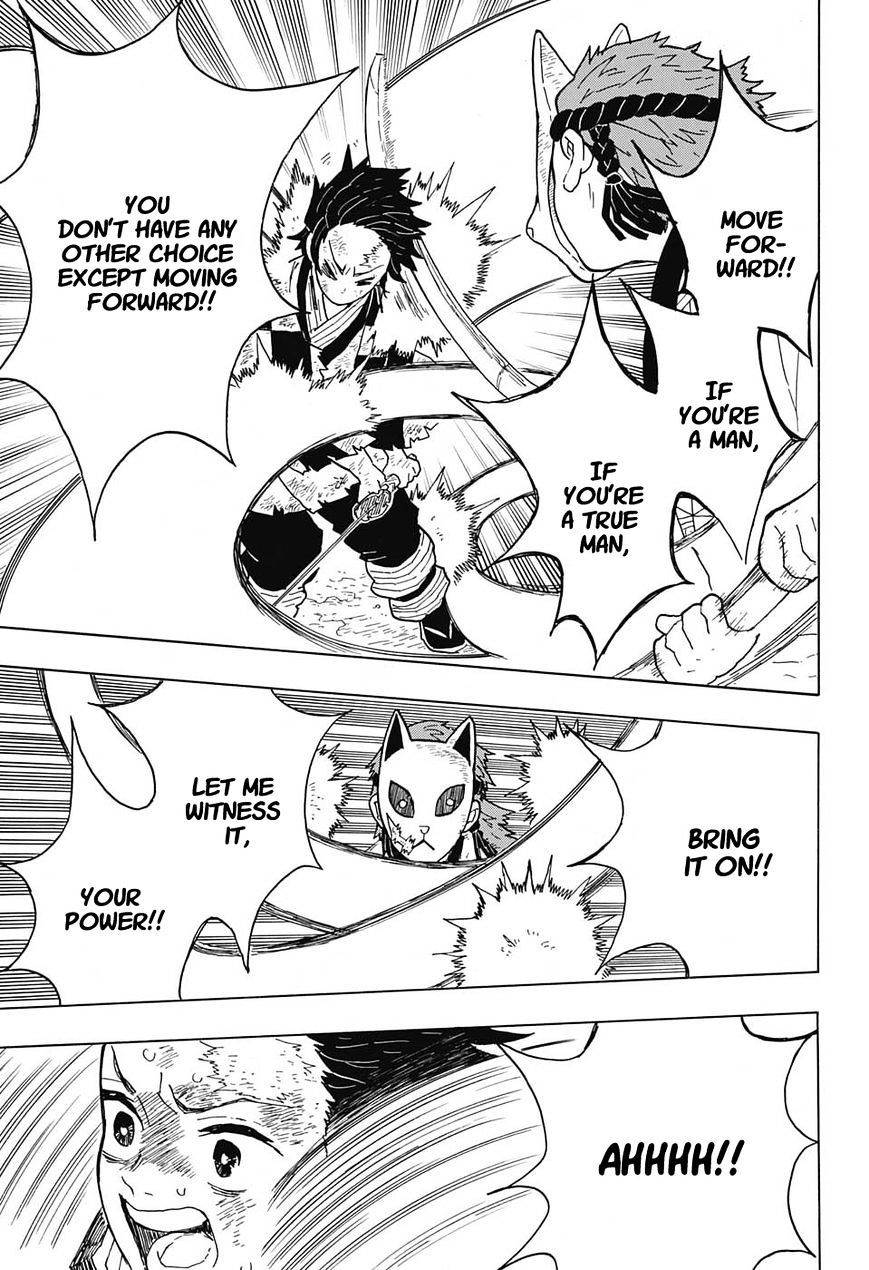 MOVE
FOR-
WARD!!
IF
YOU'RE
A MAN,
IF
YOU'RE
A TRUE
MAN,
YOU
DON'T HAVE ANY
OTHER CHOICE
EXCEPT MOVING
FORWARD!!
BRING
IT ON!!
LET ME
WITNESS
IT,
YOUR
POWER!!
AHHHH!!